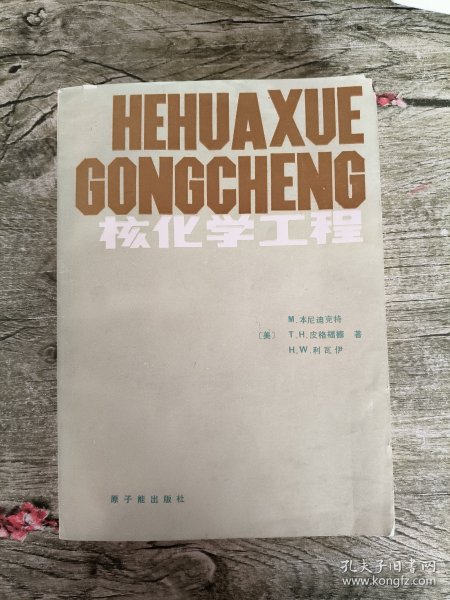 HEHUAXUE
GONGCHENG
核化学工程
M.本尼迪克特
〔美〕 T.H.皮格福德 著
H.W.利瓦伊
原子能出版社
孔夫子旧书网
www.kongfz.com